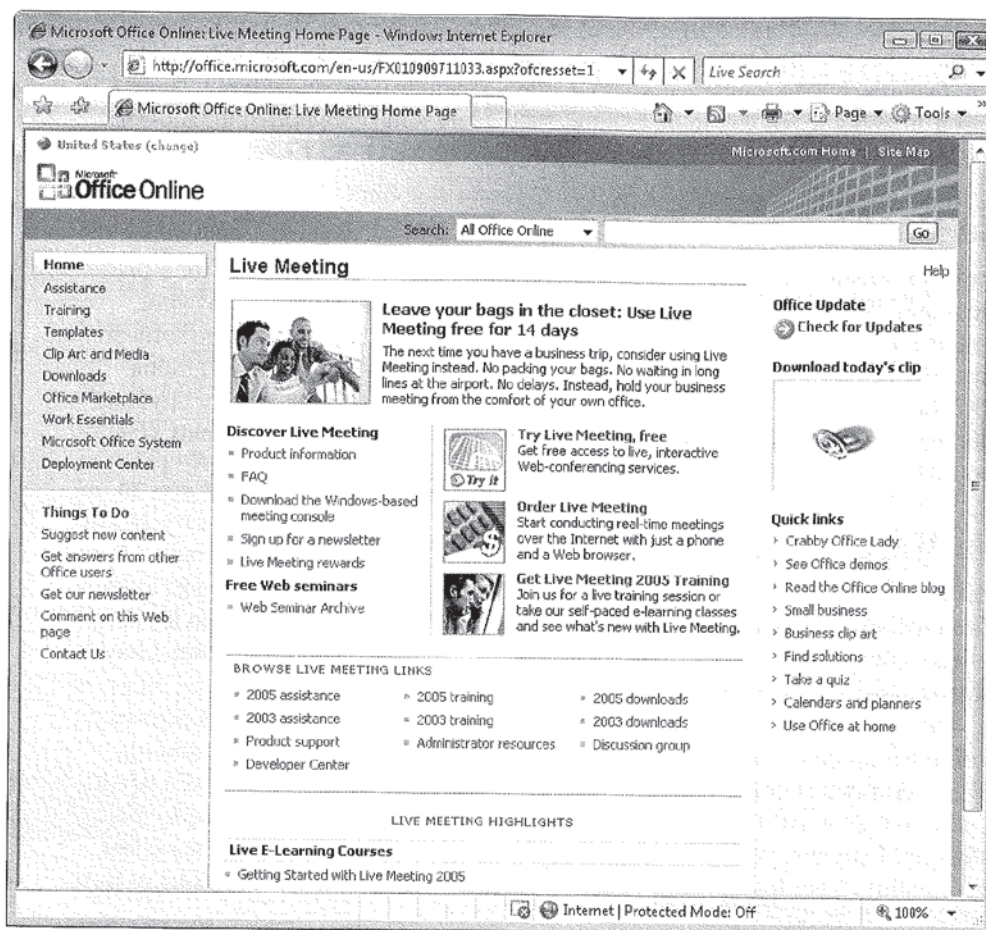 Microsoft Office Online: Live Meeting Home Page - Windows Internet Explorer
http://office.microsoft.com/en-us/FX010909711033.aspx?ofcresset=1
Live Search
Microsoft Office Online: Live Meeting Home Page
Page
Tools
United States (change)
Microsoft.com Home | Site Map
Microsoft
Office Online
Search: All Office Online
Go
Home
Assistance
Training
Templates
Clip Art and Media
Downloads
Office Marketplace
Work Essentials
Microsoft Office System
Deployment Center
Things To Do
Suggest new content
Get answers from other
Office users
Get our newsletter
Comment on this Web
page
Contact Us
Live Meeting
Help
Leave your bags in the closet: Use Live
Meeting free for 14 days
The next time you have a business trip, consider using Live
Meeting instead. No packing your bags. No waiting in long
lines at the airport. No delays. Instead, hold your business
meeting from the comfort of your own office.
Discover Live Meeting
Product information
FAQ
Download the Windows-based
meeting console
Sign up for a newsletter
Live Meeting rewards
Free Web seminars
Web Seminar Archive
Try it
Try Live Meeting, free
Get free access to live, interactive
Web-conferencing services.
$
Order Live Meeting
Start conducting real-time meetings
over the Internet with just a phone
and a Web browser.
Get Live Meeting 2005 Training
Join us for a live training session or
take our self-paced e-learning classes
and see what's new with Live Meeting.
BROWSE LIVE MEETING LINKS
2005 assistance
2005 training
2005 downloads
2003 assistance
2003 training
2003 downloads
Product support
Administrator resources
Discussion group
Developer Center
LIVE MEETING HIGHLIGHTS
Live E-Learning Courses
Getting Started with Live Meeting 2005
Office Update
Check for Updates
Download today's clip
Quick links
Crabby Office Lady
See Office demos
Read the Office Online blog
Small business
Business clip art
Find solutions
Take a quiz
Calendars and planners
Use Office at home
Internet | Protected Mode: Off
100%